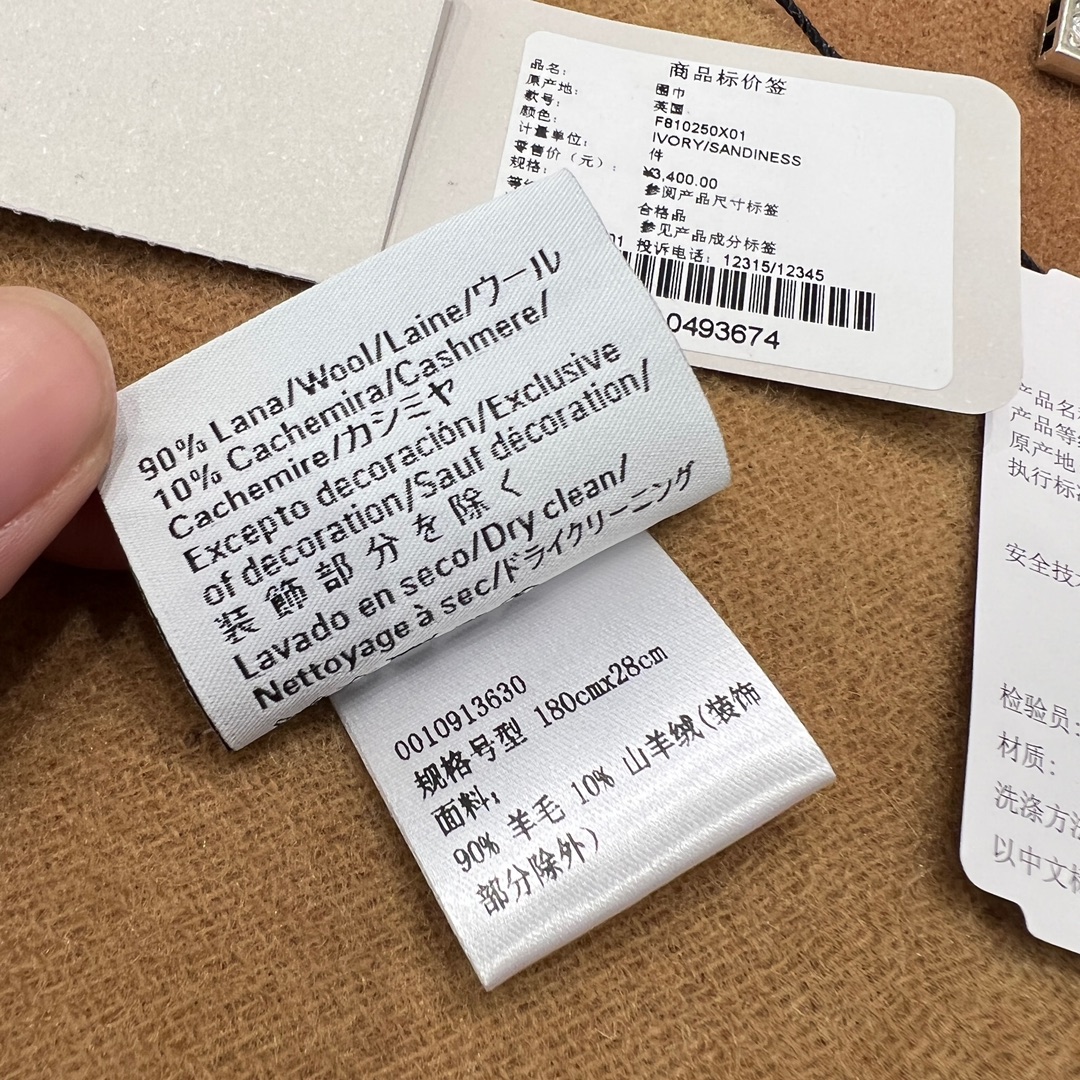 商品标价签
品名: 围巾
原产地: 英国
款号: F810250X01
颜色: IVORY/SANDINESS
计量单位: 件
零售价（元）: ¥3,400.00
规格: 参阅产品尺寸标签
合格品
参见产品成分标签
01 投诉电话: 12315/12345
0493674
90% Lana/Wool/Laine/ウール
10% Cachemira/Cashmere/
Cachemire/カシミヤ
Excepto decoración/Exclusive
of decoration/Sauf décoration/
装飾部分を除く
Lavado en seco/Dry clean/
Nettoyage à sec/ドライクリーニング
0010913630
规格号型 180cmx28cm
面料:
90% 羊毛 10% 山羊绒(装饰
部分除外)
产品名
产品等
原产地
执行标
安全技
检验员:
材质:
洗涤方
以中文